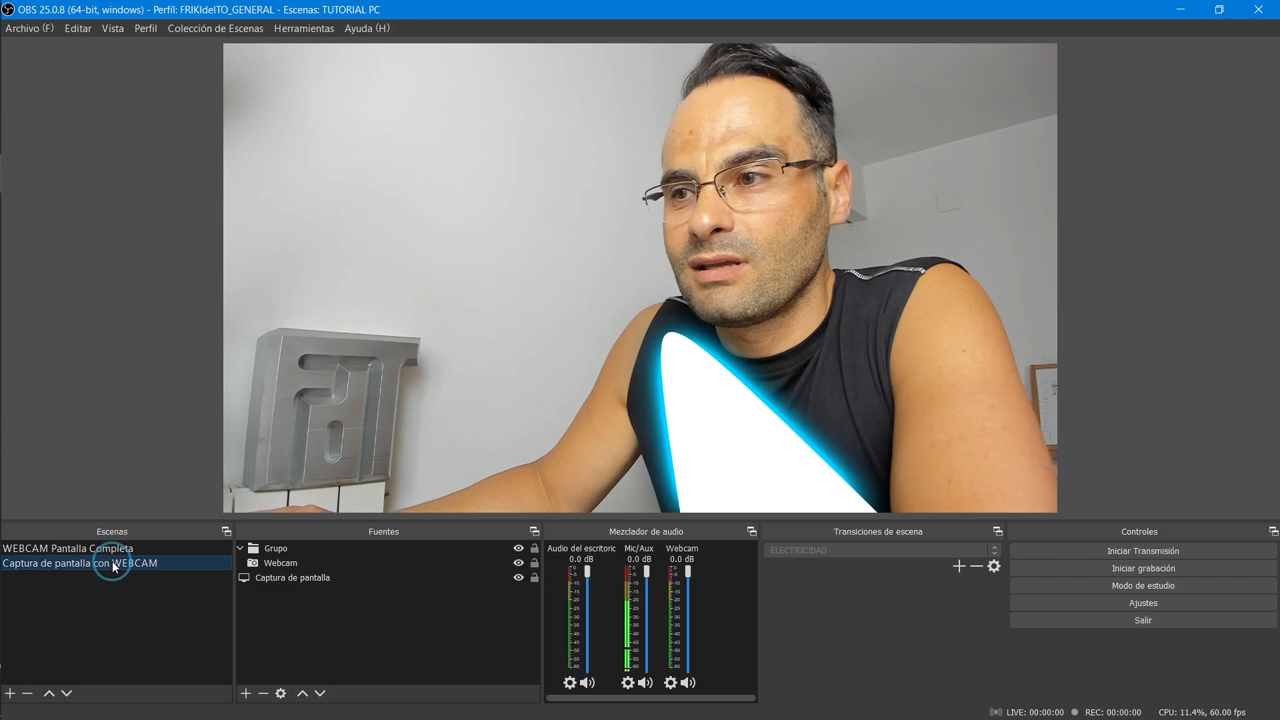 OBS 25.0.8 (64-bit, windows) - Perfil: FRIKIdelTO_GENERAL - Escenas: TUTORIAL PC
Archivo (F) Editar Vista Perfil Colección de Escenas Herramientas Ayuda (H)
Escenas Fuentes Mezclador de audio Transiciones de escena Controles
WEBCAM Pantalla Completa
Captura de pantalla con WEBCAM
Grupo
Webcam
Captura de pantalla
Audio del escritorio Mic/Aux Webcam
0.0 dB 0.0 dB 0.0 dB
ELECTRICIDAD
Iniciar Transmisión
Iniciar grabación
Modo de estudio
Ajustes
Salir
LIVE: 00:00:00 REC: 00:00:00 CPU: 11.4%, 60.00 fps